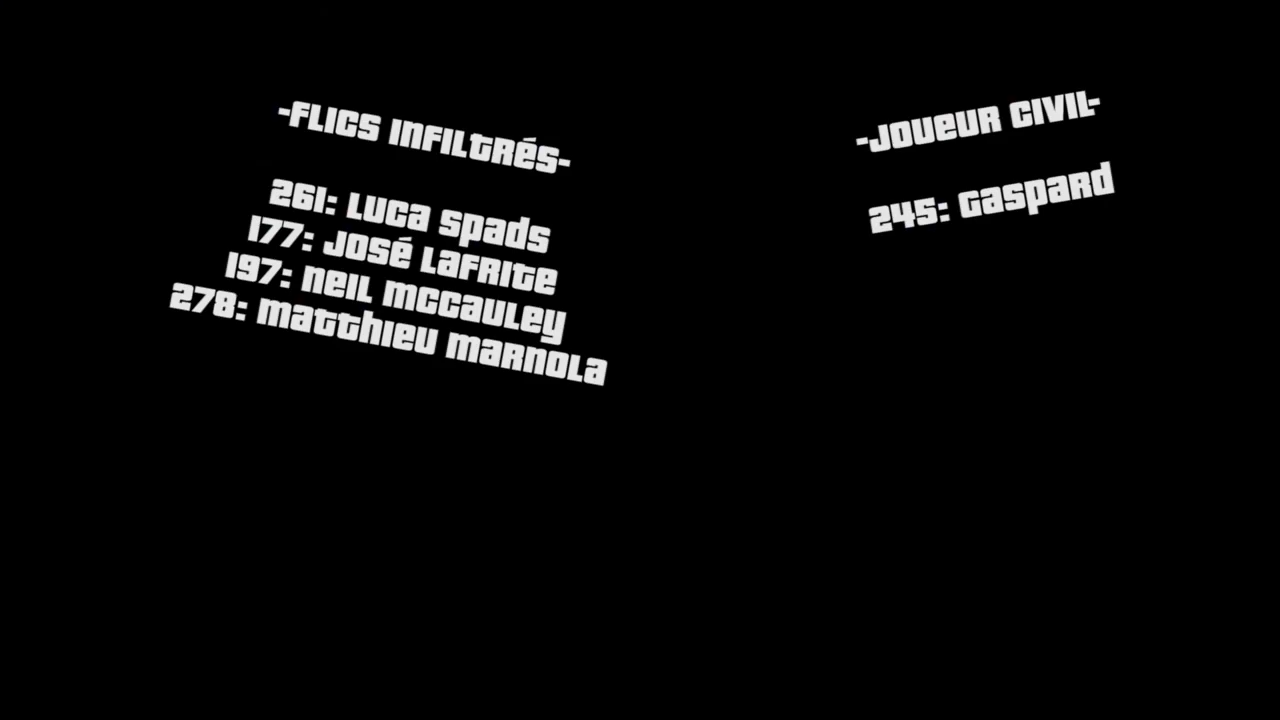 -Flics infiltrés-
261: Luca Spads
177: José Lafrite
197: Neil McCauley
278: Matthieu Marnola
-Joueur civil-
245: Gaspard